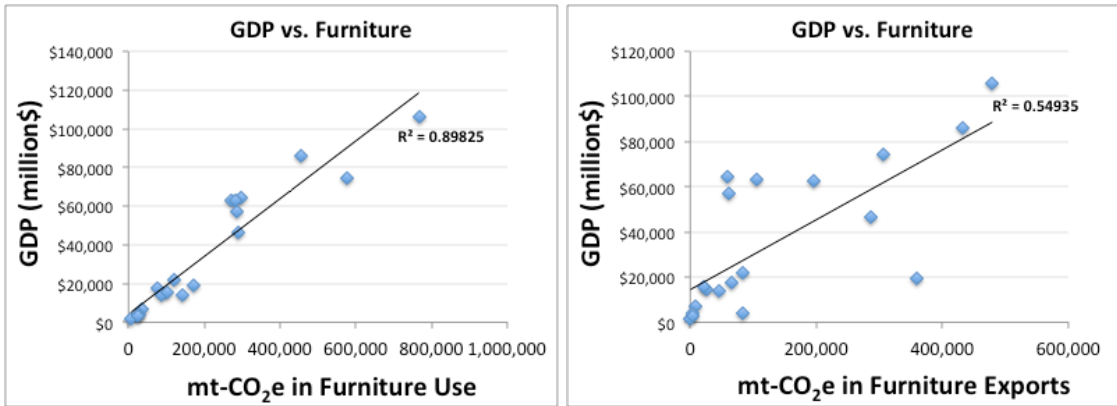 GDP vs. Furniture
$140,000
$120,000
$100,000
$80,000
$60,000
$40,000
$20,000
$0
GDP (million$)
R² = 0.89825
0 200,000 400,000 600,000 800,000 1,000,000
mt-CO₂e in Furniture Use
GDP vs. Furniture
$120,000
$100,000
$80,000
$60,000
$40,000
$20,000
$0
GDP (million$)
R² = 0.54935
0 200,000 400,000 600,000
mt-CO₂e in Furniture Exports